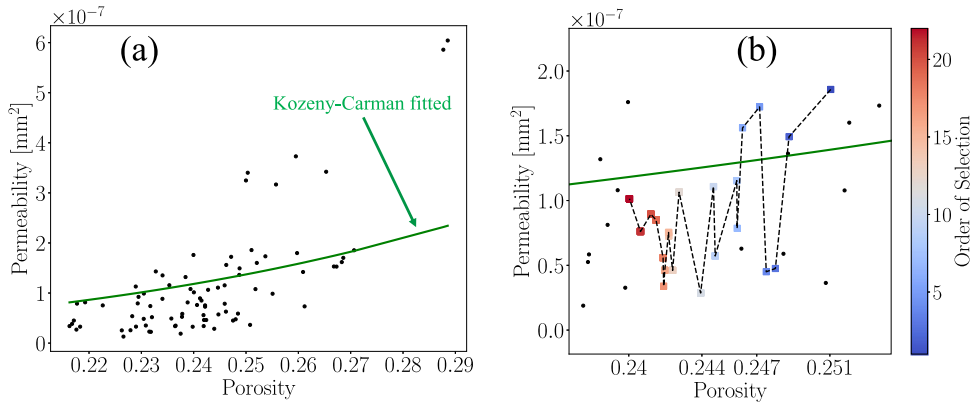 ×10⁻⁷
(a)
Kozeny-Carman fitted
Permeability [mm²]
6
5
4
3
2
1
0
0.22 0.23 0.24 0.25 0.26 0.27 0.28 0.29
Porosity
×10⁻⁷
(b)
Permeability [mm²]
2.0
1.5
1.0
0.5
0.0
0.24 0.244 0.247 0.251
Porosity
20
15
10
5
Order of Selection